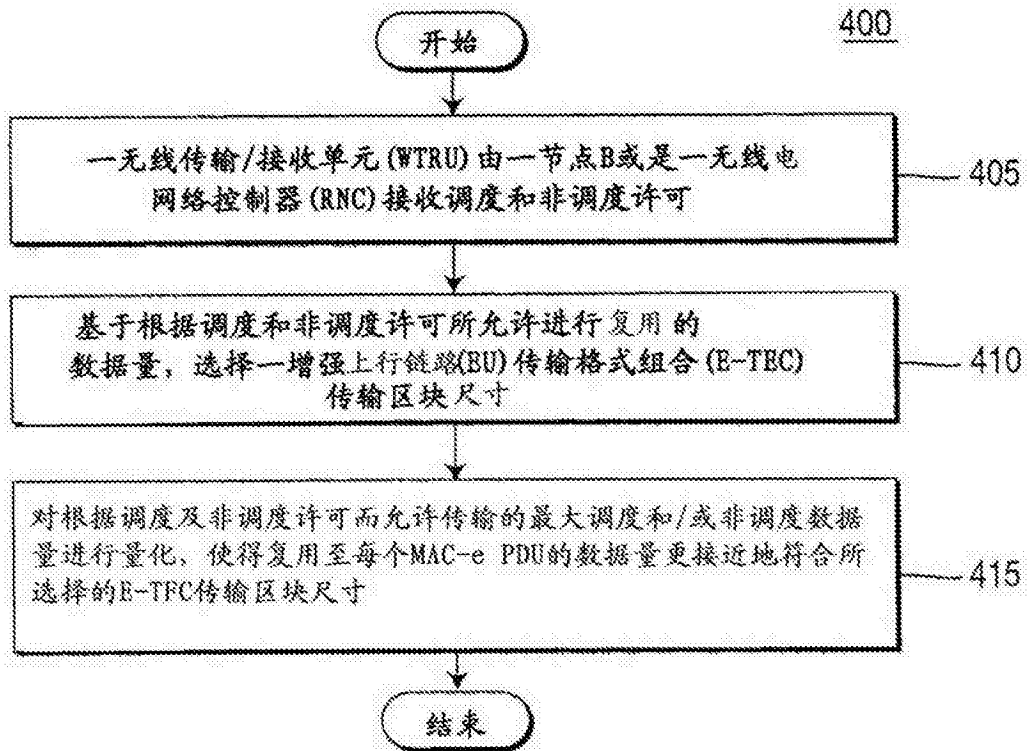 400
开始
一无线传输/接收单元(WTRU)由一节点B或是一无线电
网络控制器(RNC)接收调度和非调度许可
405
基于根据调度和非调度许可所允许进行复用的
数据量, 选择一增强上行链路(EU)传输格式组合(E-TEC)
传输区块尺寸
410
对根据调度及非调度许可而允许传输的最大调度和/或非调度数据
量进行量化, 使得复用至每个MAC-e PDU的数据量更接近地符合所
选择的E-TFC传输区块尺寸
415
结束